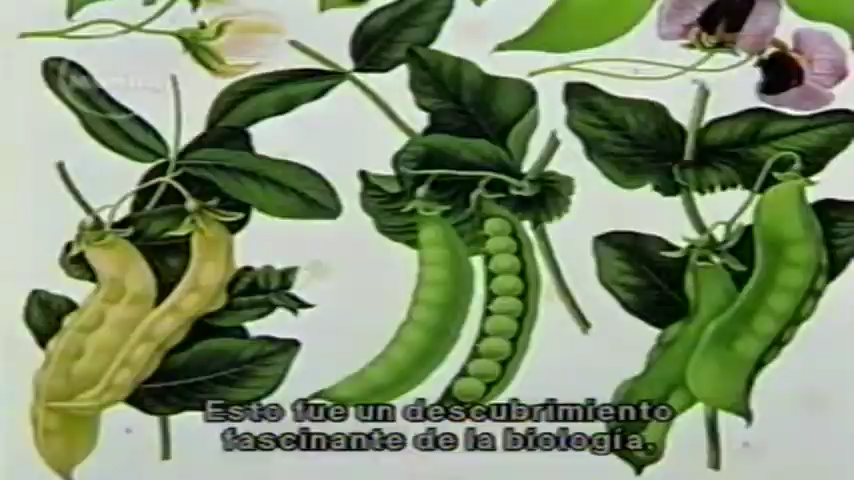 Esto fue un descubrimiento
fascinante de la biología.